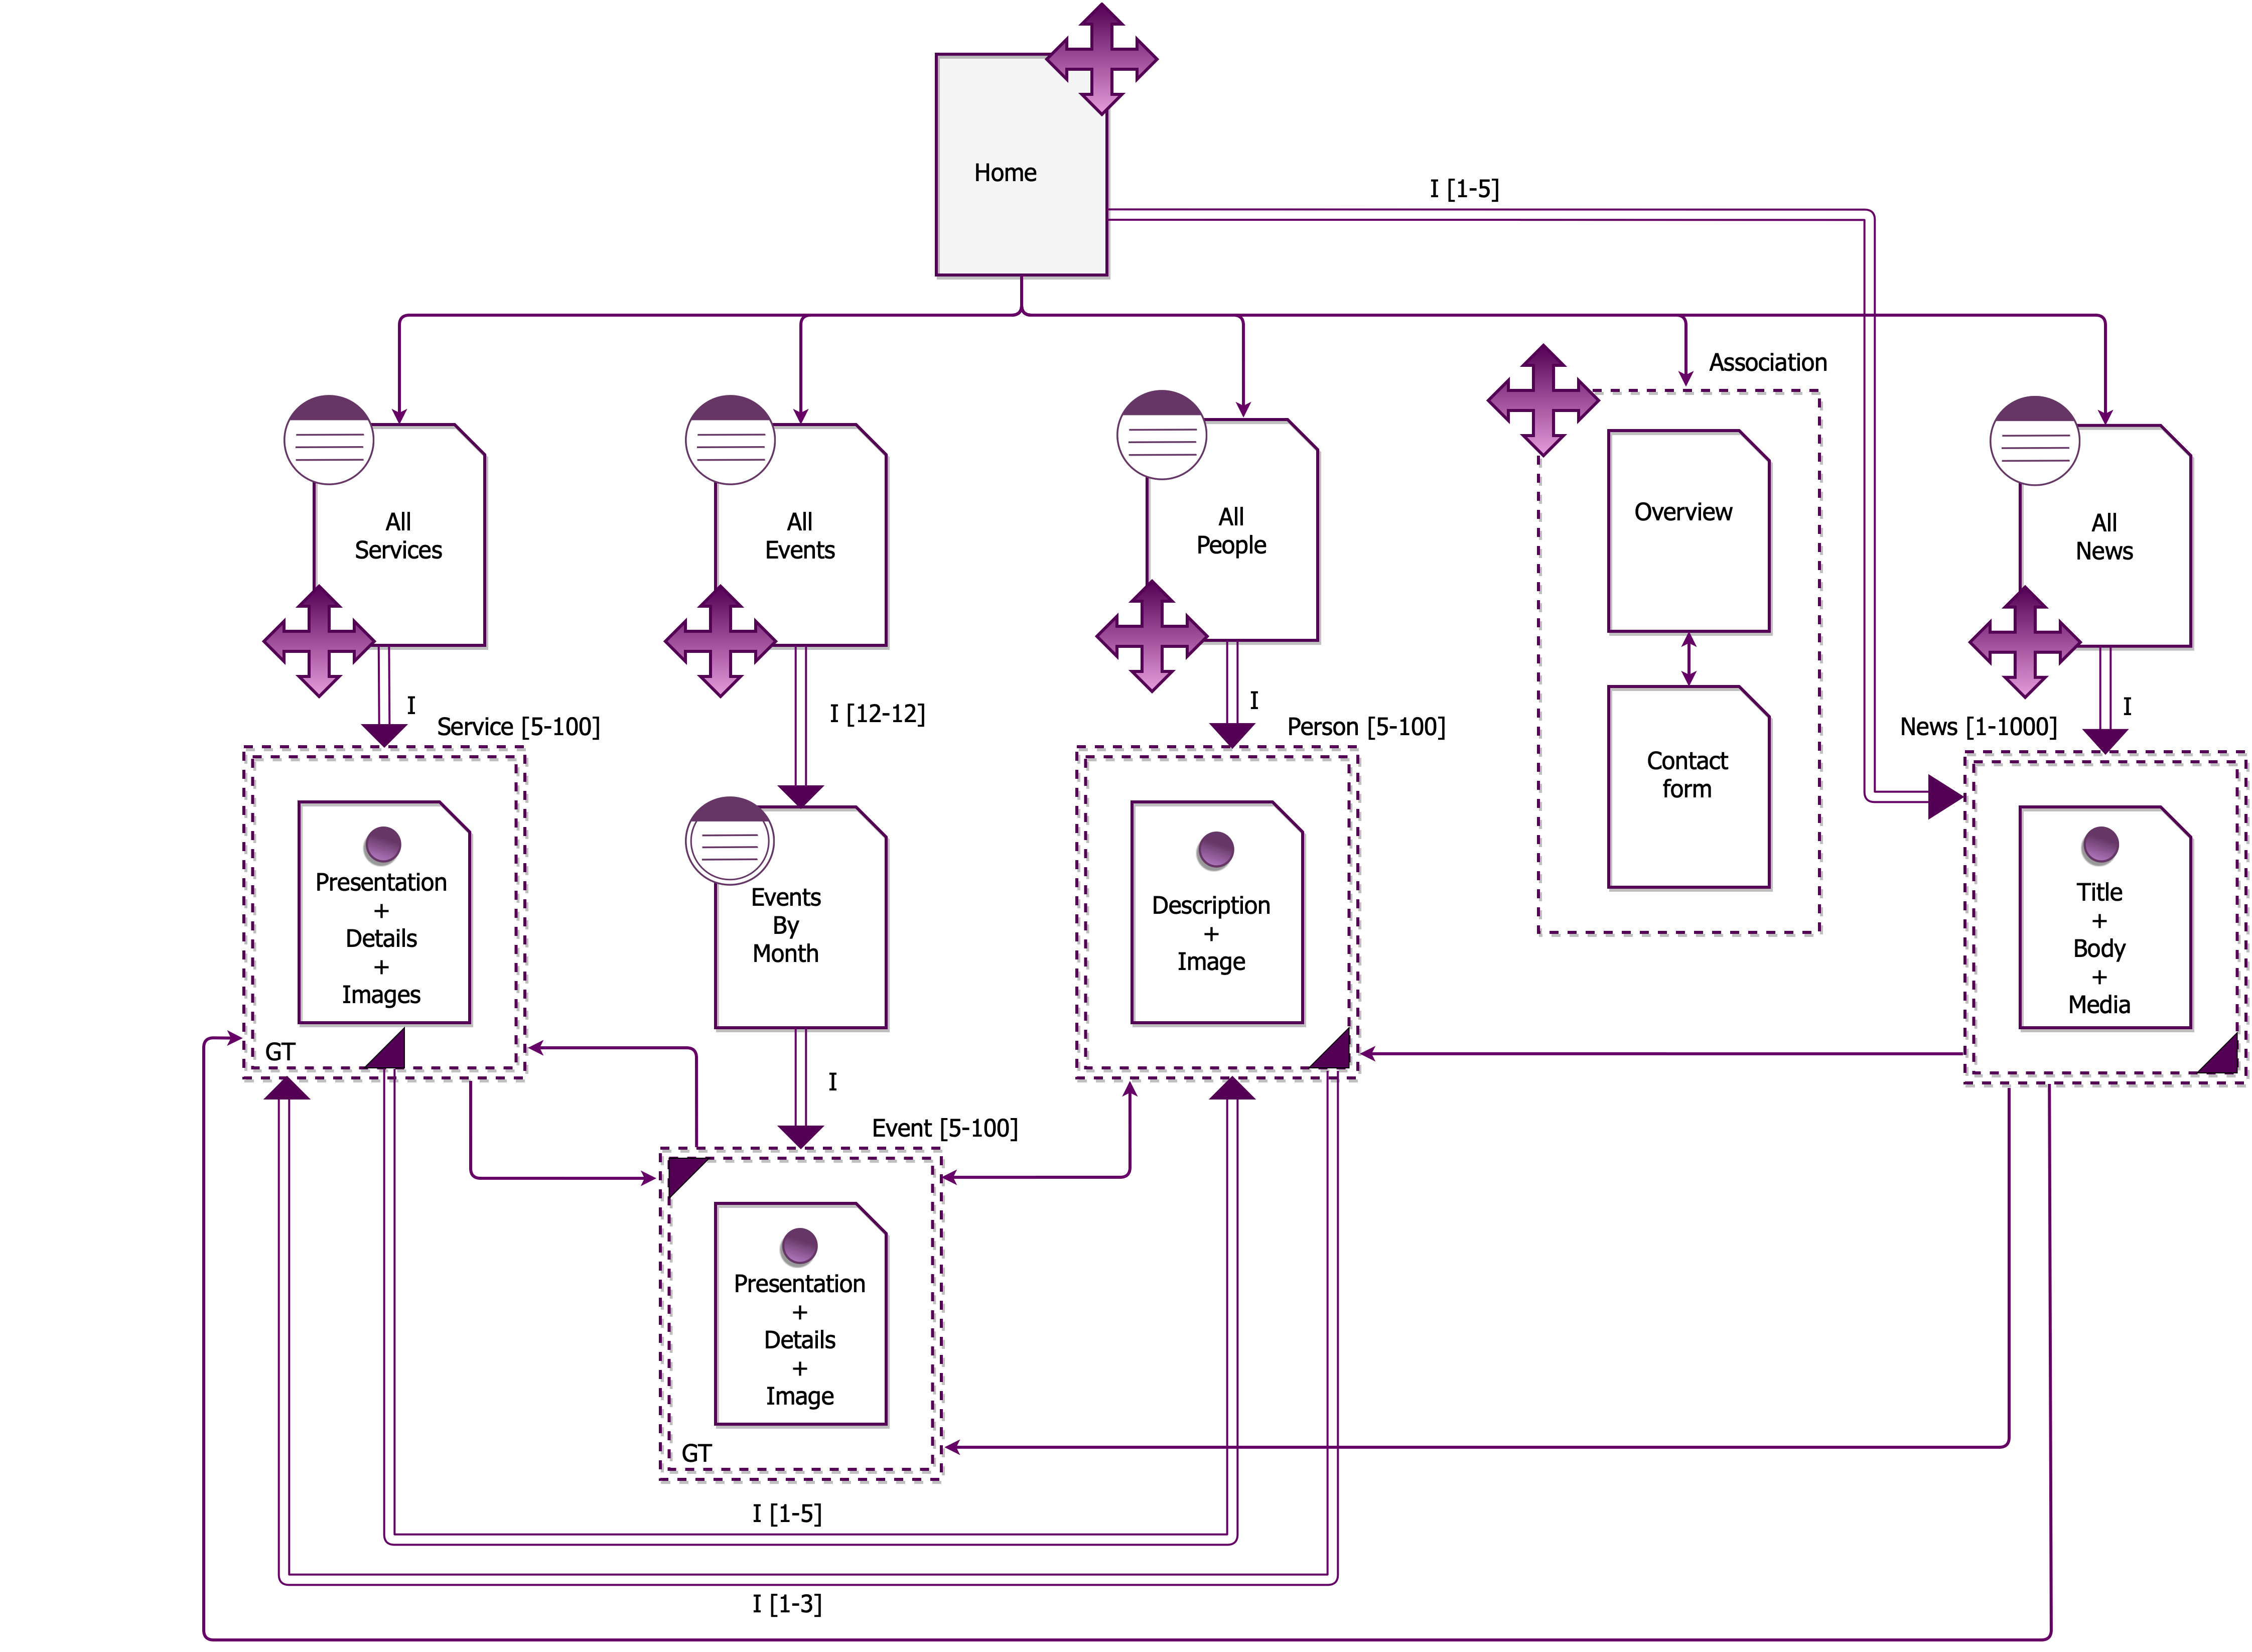 Home
I [1-5]
Association
All
Services
All
Events
All
People
Overview
All
News
I
I [12-12]
I
I
Service [5-100]
Person [5-100]
News [1-1000]
Contact
form
Presentation
+
Details
+
Images
GT
Events
By
Month
Description
+
Image
Title
+
Body
+
Media
I
Event [5-100]
Presentation
+
Details
+
Image
GT
I [1-5]
I [1-3]